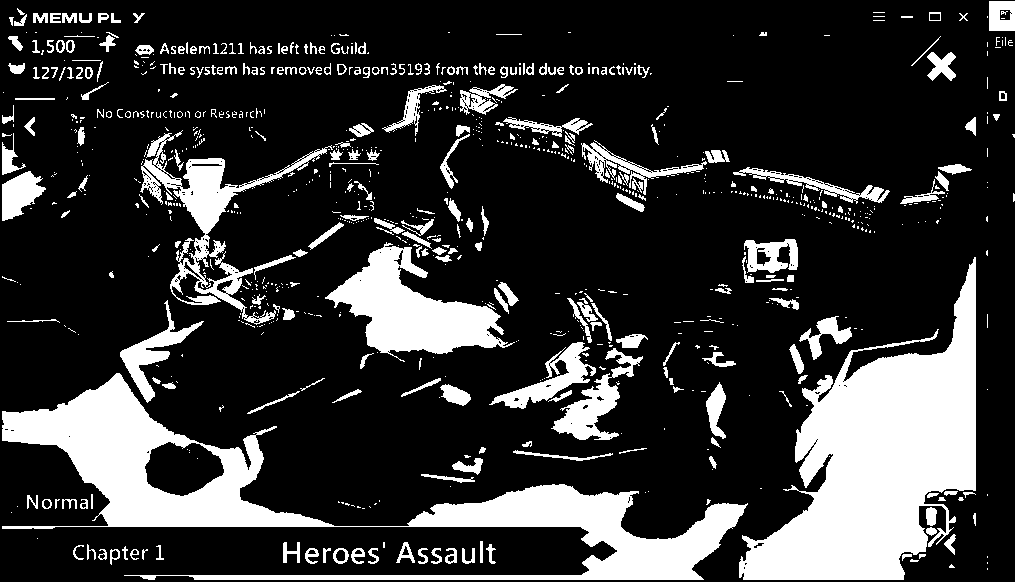 MEMU PL Y
1,500
127/120
Aselem1211 has left the Guild.
The system has removed Dragon35193 from the guild due to inactivity.
File
No Construction or Research!
1-3
Normal
Chapter 1
Heroes' Assault